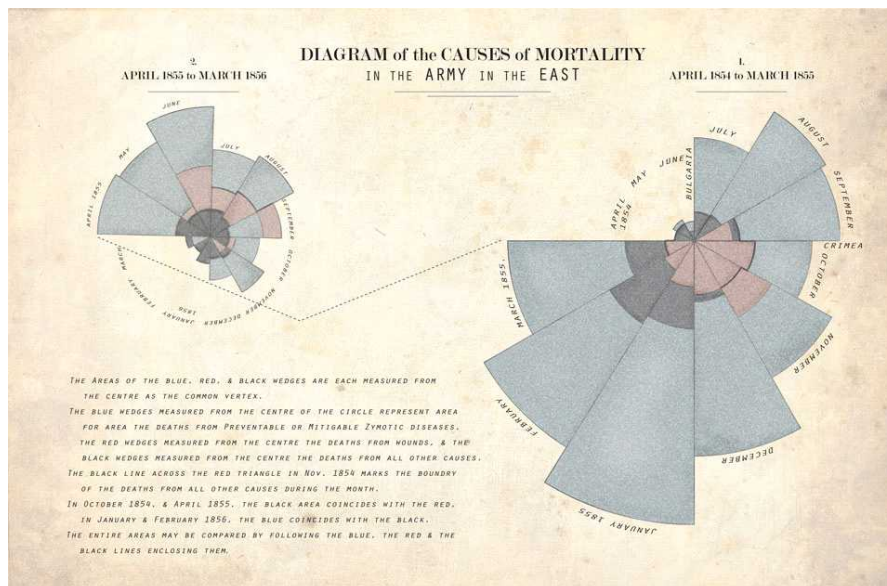 DIAGRAM of the CAUSES of MORTALITY
IN THE ARMY IN THE EAST
2.
APRIL 1855 to MARCH 1856
1.
APRIL 1854 to MARCH 1855
APRIL 1855
MAY
JUNE
JULY
AUGUST
SEPTEMBER
OCTOBER
NOVEMBER
DECEMBER
JANUARY 1856
FEBRUARY
MARCH
APRIL 1854
MAY
JUNE
BULGARIA
JULY
AUGUST
SEPTEMBER
CRIMEA
OCTOBER
NOVEMBER
DECEMBER
JANUARY 1855
FEBRUARY
MARCH 1855.
THE AREAS OF THE BLUE, RED, & BLACK WEDGES ARE EACH MEASURED FROM
THE CENTRE AS THE COMMON VERTEX.
THE BLUE WEDGES MEASURED FROM THE CENTRE OF THE CIRCLE REPRESENT AREA
FOR AREA THE DEATHS FROM PREVENTABLE OR MITIGABLE ZYMOTIC DISEASES,
THE RED WEDGES MEASURED FROM THE CENTRE THE DEATHS FROM WOUNDS, & THE
BLACK WEDGES MEASURED FROM THE CENTRE THE DEATHS FROM ALL OTHER CAUSES.
THE BLACK LINE ACROSS THE RED TRIANGLE IN NOV. 1854 MARKS THE BOUNDRY
OF THE DEATHS FROM ALL OTHER CAUSES DURING THE MONTH.
IN OCTOBER 1854, & APRIL 1855, THE BLACK AREA COINCIDES WITH THE RED,
IN JANUARY & FEBRUARY 1856, THE BLUE COINCIDES WITH THE BLACK.
THE ENTIRE AREAS MAY BE COMPARED BY FOLLOWING THE BLUE, THE RED & THE
BLACK LINES ENCLOSING THEM.